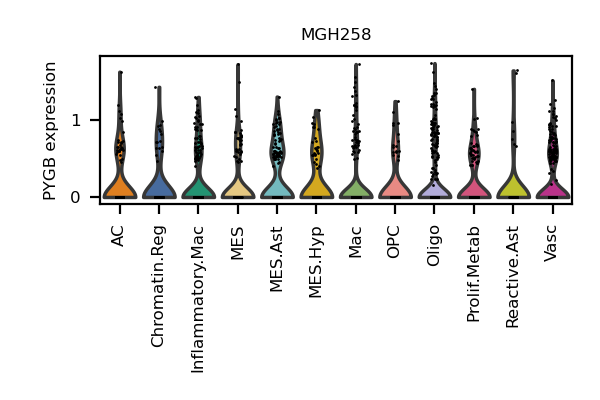 MGH258
PYGB expression
1
0
AC
Chromatin.Reg
Inflammatory.Mac
MES
MES.Ast
MES.Hyp
Mac
OPC
Oligo
Prolif.Metab
Reactive.Ast
Vasc